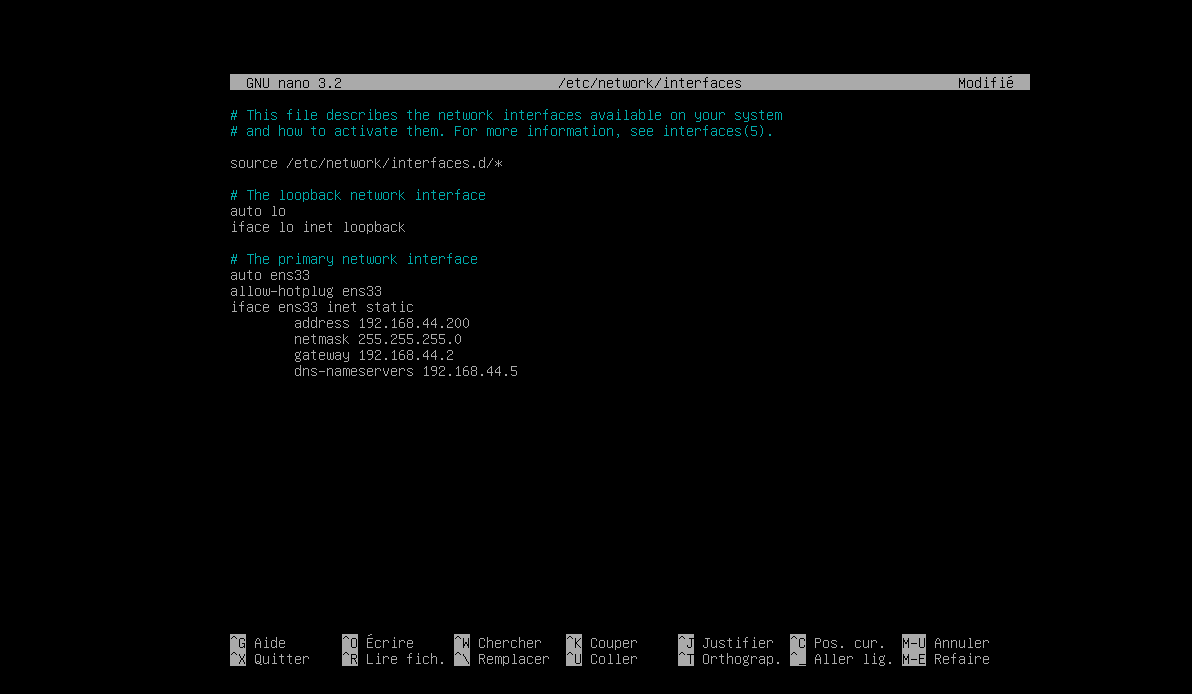 GNU nano 3.2 /etc/network/interfaces Modifié
# This file describes the network interfaces available on your system
# and how to activate them. For more information, see interfaces(5).
source /etc/network/interfaces.d/*
# The loopback network interface
auto lo
iface lo inet loopback
# The primary network interface
auto ens33
allow-hotplug ens33
iface ens33 inet static
address 192.168.44.200
netmask 255.255.255.0
gateway 192.168.44.2
dns-nameservers 192.168.44.5
^G Aide ^O Écrire ^W Chercher ^K Couper ^J Justifier ^C Pos. cur. M-U Annuler
^X Quitter ^R Lire fich. ^\ Remplacer ^U Coller ^T Orthograp. ^_ Aller lig. M-E Refaire